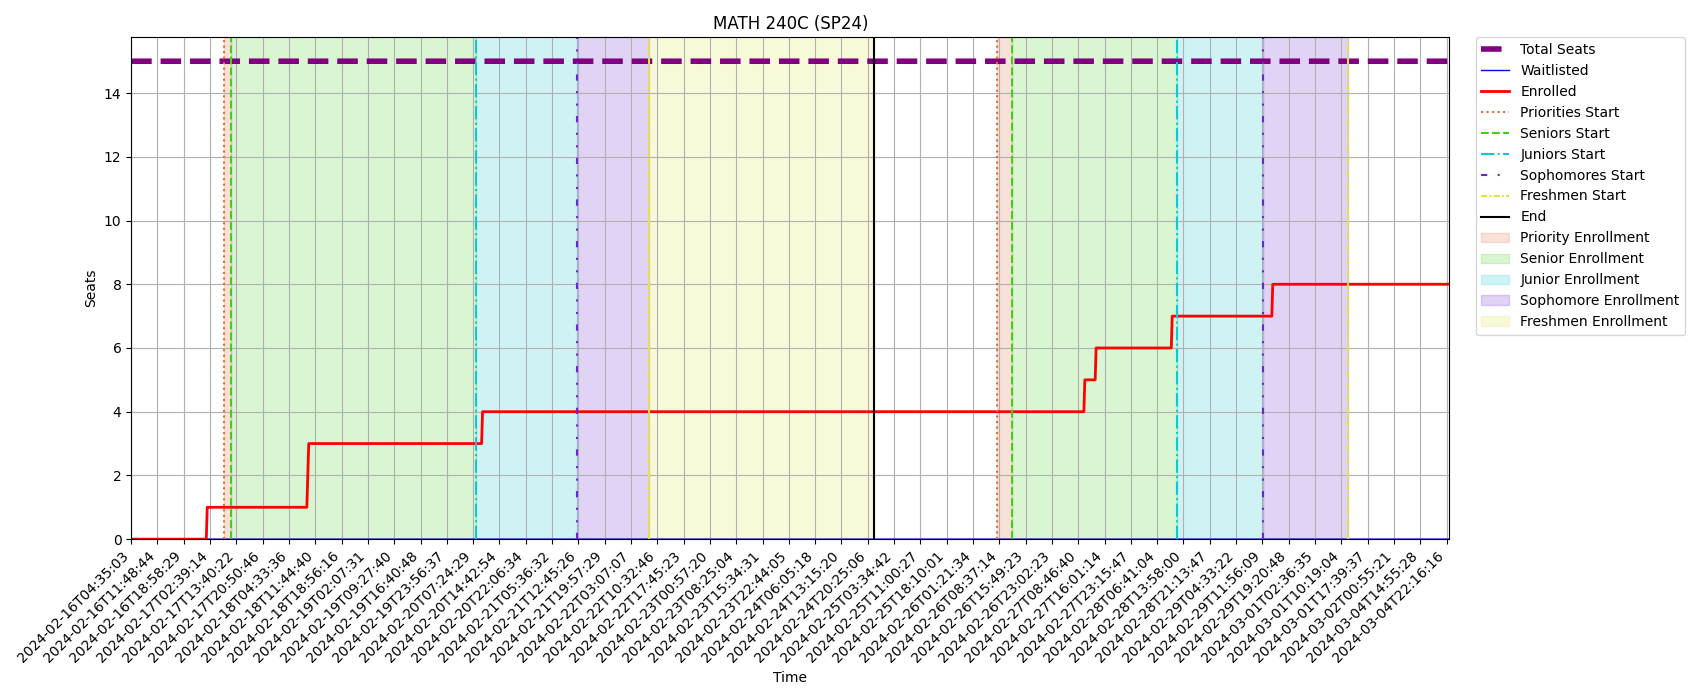 MATH 240C (SP24)
Seats
14
12
10
8
6
4
2
0
2024-02-16T04:35:03
2024-02-16T11:48:44
2024-02-16T18:58:29
2024-02-17T02:39:14
2024-02-17T13:40:22
2024-02-17T20:50:46
2024-02-18T04:33:36
2024-02-18T11:44:40
2024-02-18T18:56:16
2024-02-19T02:07:31
2024-02-19T09:27:40
2024-02-19T16:40:48
2024-02-19T23:56:37
2024-02-20T07:24:29
2024-02-20T14:42:54
2024-02-20T22:06:34
2024-02-21T05:36:32
2024-02-21T12:45:26
2024-02-21T19:57:29
2024-02-22T03:07:07
2024-02-22T10:32:46
2024-02-22T17:45:23
2024-02-23T00:57:20
2024-02-23T08:25:04
2024-02-23T15:34:31
2024-02-23T22:44:05
2024-02-24T06:05:18
2024-02-24T13:15:20
2024-02-24T20:25:06
2024-02-25T03:34:42
2024-02-25T11:00:27
2024-02-25T18:10:01
2024-02-26T01:21:34
2024-02-26T08:37:14
2024-02-26T15:49:23
2024-02-26T23:02:23
2024-02-27T08:46:40
2024-02-27T16:01:14
2024-02-27T23:15:47
2024-02-28T06:41:04
2024-02-28T13:58:00
2024-02-28T21:13:47
2024-02-29T04:33:22
2024-02-29T11:56:09
2024-02-29T19:20:48
2024-03-01T02:36:35
2024-03-01T10:19:04
2024-03-01T17:39:37
2024-03-02T00:55:21
2024-03-04T14:55:28
2024-03-04T22:16:16
Time
Total Seats
Waitlisted
Enrolled
Priorities Start
Seniors Start
Juniors Start
Sophomores Start
Freshmen Start
End
Priority Enrollment
Senior Enrollment
Junior Enrollment
Sophomore Enrollment
Freshmen Enrollment